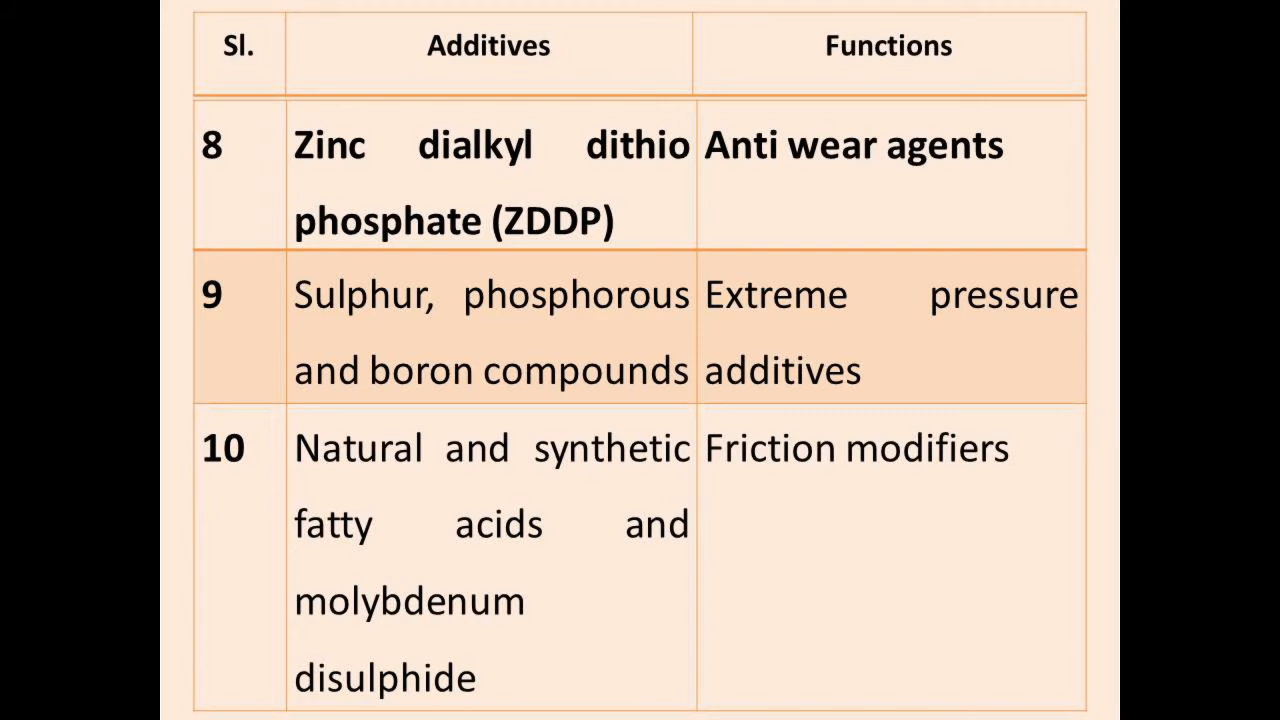 Sl. Additives Functions
8 Zinc dialkyl dithio Anti wear agents
phosphate (ZDDP)
9 Sulphur, phosphorous Extreme pressure
and boron compounds additives
10 Natural and synthetic Friction modifiers
fatty acids and
molybdenum
disulphide